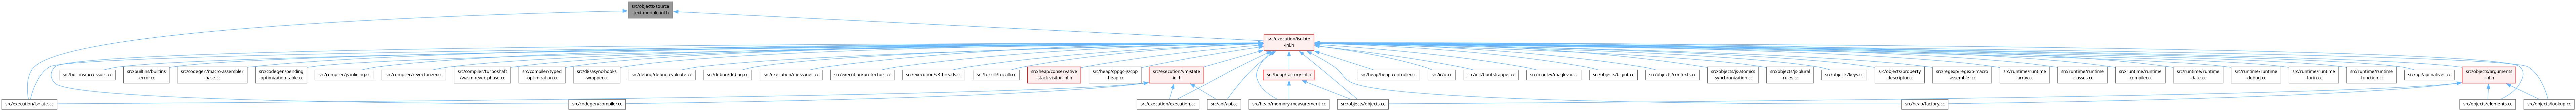 src/objects/source
-text-module-inl.h
src/execution/isolate
-inl.h
src/builtins/accessors.cc
src/builtins/builtins
-error.cc
src/codegen/macro-assembler
-base.cc
src/codegen/pending
-optimization-table.cc
src/compiler/js-inlining.cc
src/compiler/revectorizer.cc
src/compiler/turboshaft
/wasm-revec-phase.cc
src/compiler/typed
-optimization.cc
src/d8/async-hooks
-wrapper.cc
src/debug/debug-evaluate.cc
src/debug/debug.cc
src/execution/messages.cc
src/execution/protectors.cc
src/execution/v8threads.cc
src/fuzzilli/fuzzilli.cc
src/heap/conservative
-stack-visitor-inl.h
src/heap/cppgc-js/cpp
-heap.cc
src/execution/vm-state
-inl.h
src/heap/factory-inl.h
src/heap/heap-controller.cc
src/ic/ic.cc
src/init/bootstrapper.cc
src/maglev/maglev-ir.cc
src/objects/bigint.cc
src/objects/contexts.cc
src/objects/js-atomics
-synchronization.cc
src/objects/js-plural
-rules.cc
src/objects/keys.cc
src/objects/property
-descriptor.cc
src/regexp/regexp-macro
-assembler.cc
src/runtime/runtime
-array.cc
src/runtime/runtime
-classes.cc
src/runtime/runtime
-compiler.cc
src/runtime/runtime
-date.cc
src/runtime/runtime
-debug.cc
src/runtime/runtime
-forin.cc
src/runtime/runtime
-function.cc
src/api/api-natives.cc
src/objects/arguments
-inl.h
src/execution/isolate.cc
src/codegen/compiler.cc
src/execution/execution.cc
src/api/api.cc
src/heap/memory-measurement.cc
src/objects/objects.cc
src/heap/factory.cc
src/objects/elements.cc
src/objects/lookup.cc